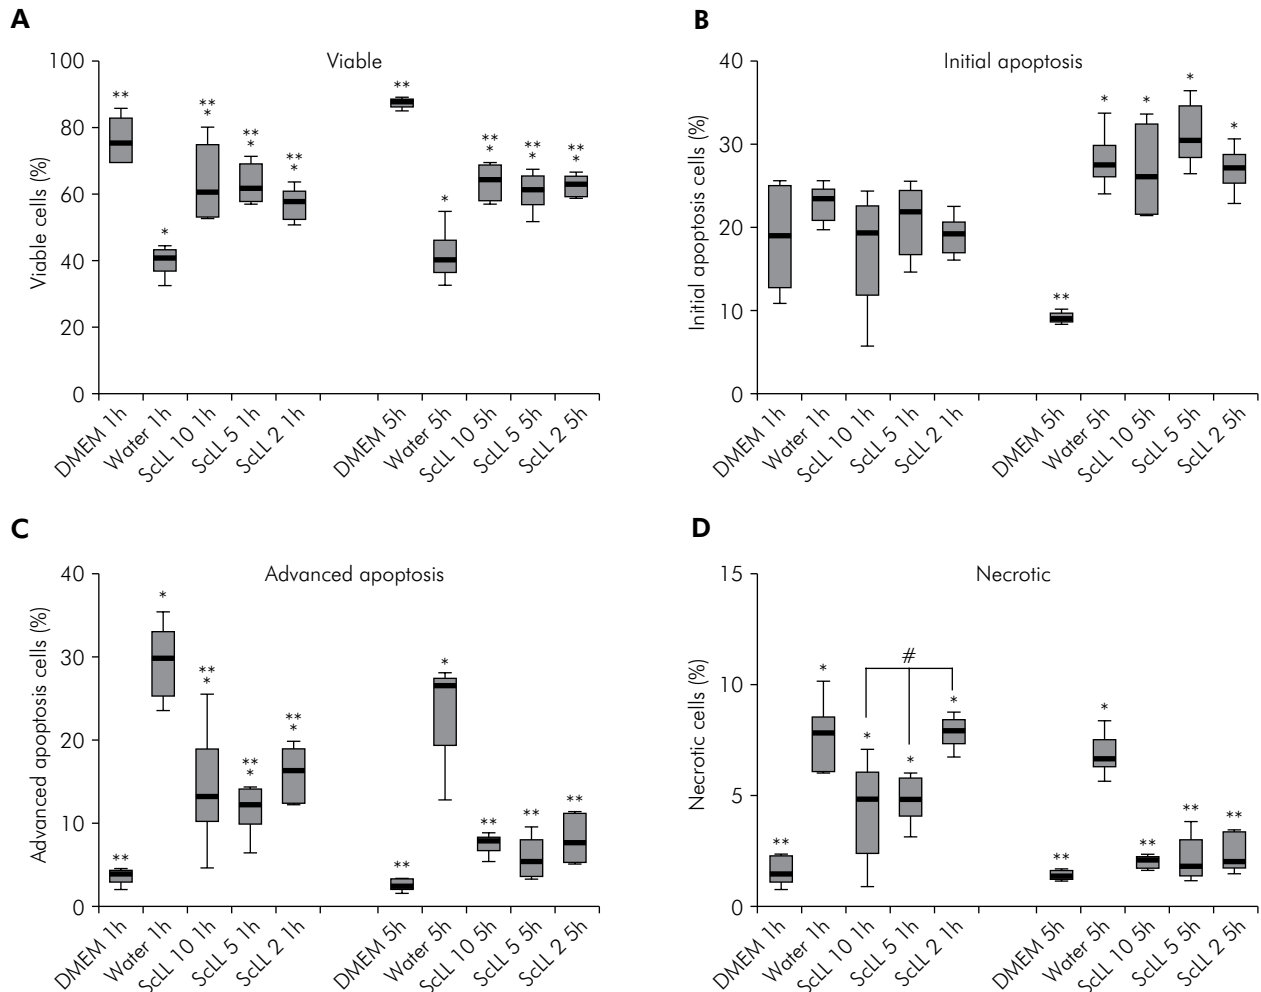 A
Viable
Viable cells (%)
100
80
60
40
20
0
**
*
**
*
**
*
**
*
**
*
**
*
**
*
**
*
DMEM 1h
Water 1h
ScLL 10 1h
ScLL 5 1h
ScLL 2 1h
DMEM 5h
Water 5h
ScLL 10 5h
ScLL 5 5h
ScLL 2 5h
B
Initial apoptosis
Initial apoptosis cells (%)
40
30
20
10
0
**
*
*
*
*
DMEM 1h
Water 1h
ScLL 10 1h
ScLL 5 1h
ScLL 2 1h
DMEM 5h
Water 5h
ScLL 10 5h
ScLL 5 5h
ScLL 2 5h
C
Advanced apoptosis
Advanced apoptosis cells (%)
40
30
20
10
0
**
*
**
*
**
*
**
*
**
*
**
**
**
DMEM 1h
Water 1h
ScLL 10 1h
ScLL 5 1h
ScLL 2 1h
DMEM 5h
Water 5h
ScLL 10 5h
ScLL 5 5h
ScLL 2 5h
D
Necrotic
Necrotic cells (%)
15
10
5
0
**
*
*
*
*
#
**
*
**
**
**
DMEM 1h
Water 1h
ScLL 10 1h
ScLL 5 1h
ScLL 2 1h
DMEM 5h
Water 5h
ScLL 10 5h
ScLL 5 5h
ScLL 2 5h